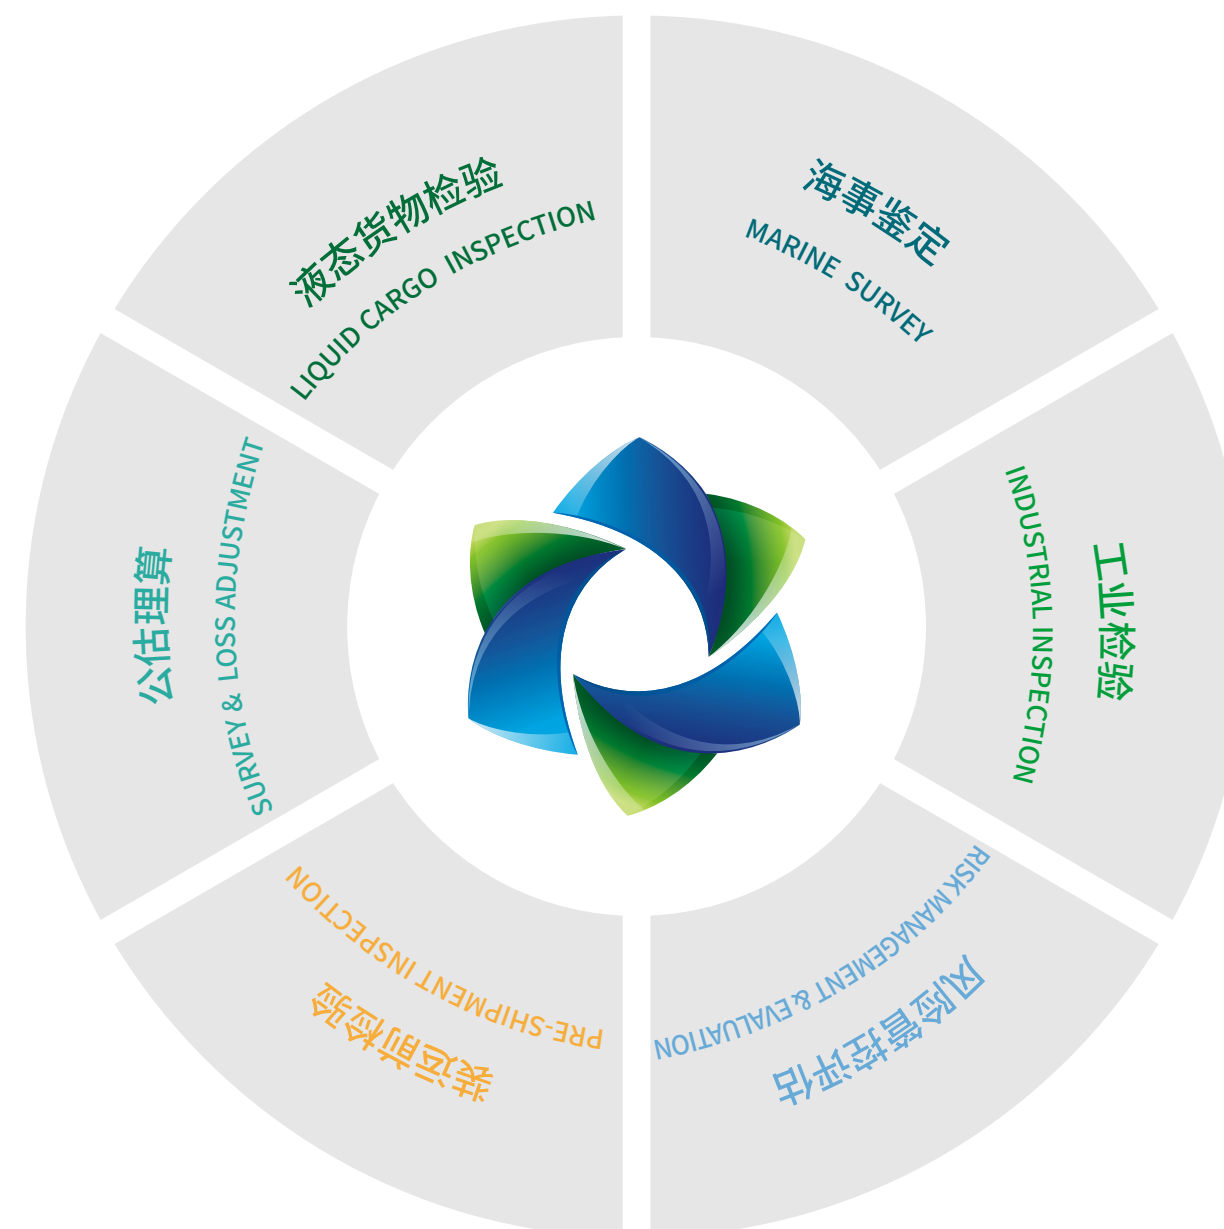 液态货物检验
LIQUID CARGO INSPECTION
海事鉴定
MARINE SURVEY
工业检验
INDUSTRIAL INSPECTION
风险管控评估
RISK MANAGEMENT & EVALUATION
装运前检验
PRE-SHIPMENT INSPECTION
公估理算
SURVEY & LOSS ADJUSTMENT